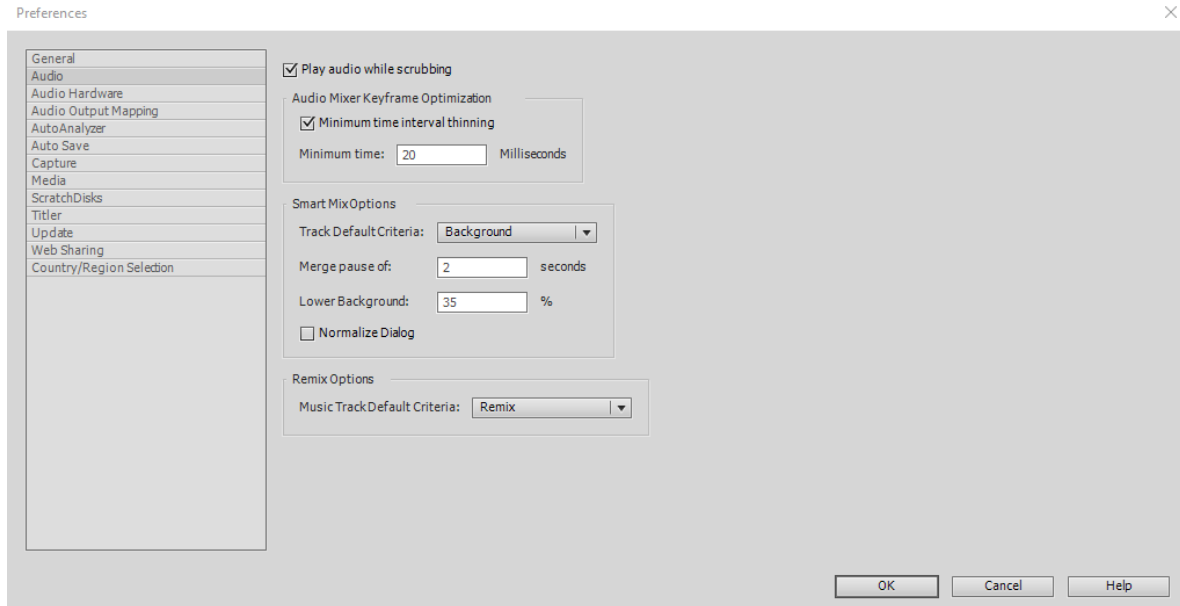 Preferences
General
Audio
Audio Hardware
Audio Output Mapping
AutoAnalyzer
Auto Save
Capture
Media
ScratchDisks
Titler
Update
Web Sharing
Country/Region Selection
Play audio while scrubbing
Audio Mixer Keyframe Optimization
Minimum time interval thinning
Minimum time: 20 Milliseconds
Smart Mix Options
Track Default Criteria: Background
Merge pause of: 2 seconds
Lower Background: 35 %
Normalize Dialog
Remix Options
Music Track Default Criteria: Remix
OK Cancel Help